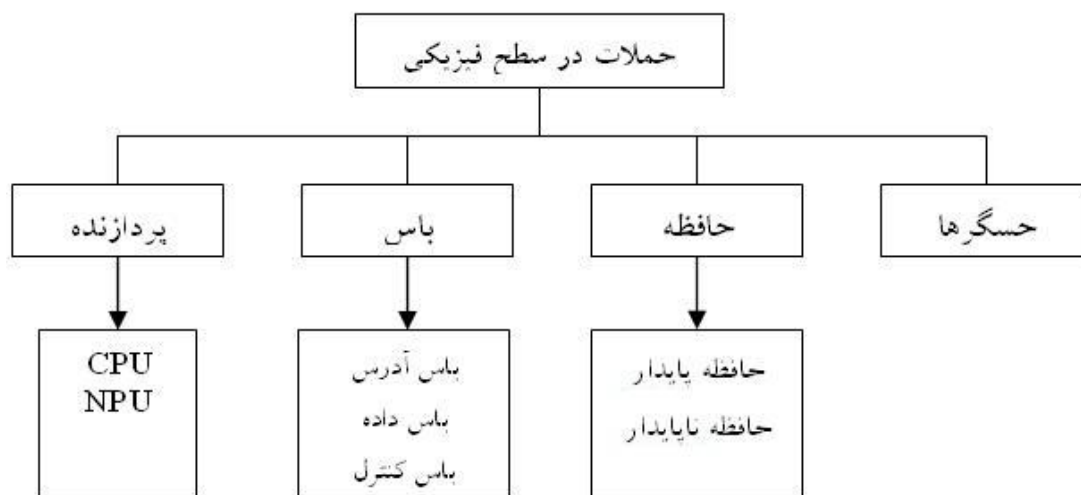 حملات در سطح فیزیکی
حسگرها
حافظه
باس
پردازنده
حافظه پایدار
حافظه ناپایدار
باس آدرس
باس داده
باس کنترل
CPU
NPU